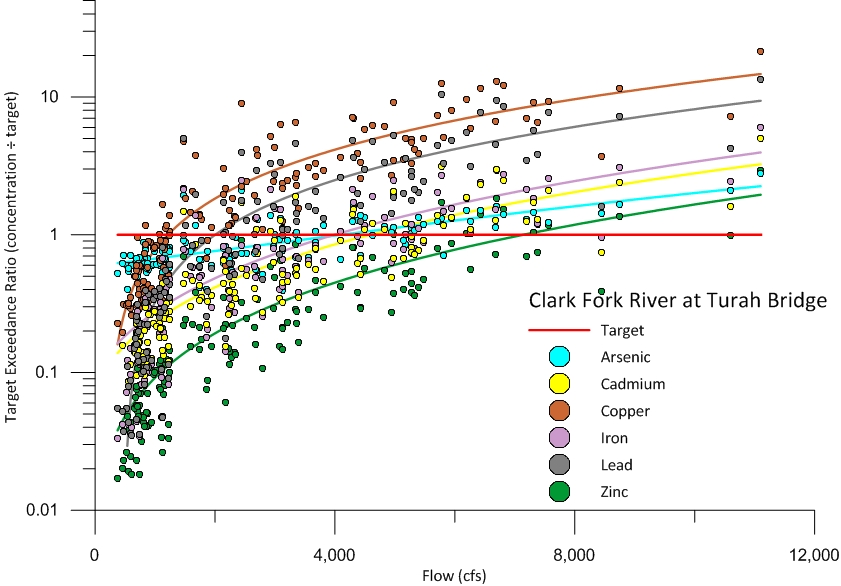 Target Exceedance Ratio (concentration ÷ target)
10
1
0.1
0.01
0
4,000
8,000
12,000
Flow (cfs)
Clark Fork River at Turah Bridge
Target
Arsenic
Cadmium
Copper
Iron
Lead
Zinc